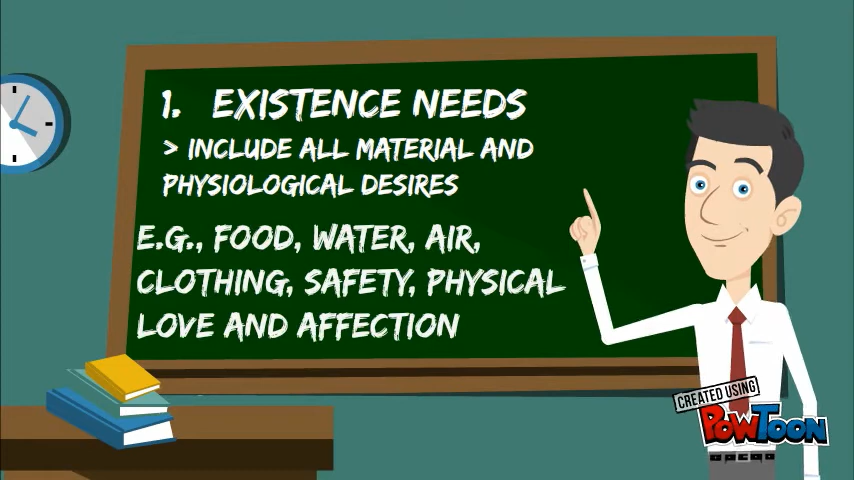 1. EXISTENCE NEEDS
> INCLUDE ALL MATERIAL AND
PHYSIOLOGICAL DESIRES
E.G., FOOD, WATER, AIR,
CLOTHING, SAFETY, PHYSICAL
LOVE AND AFFECTION
CREATED USING
POWTOON